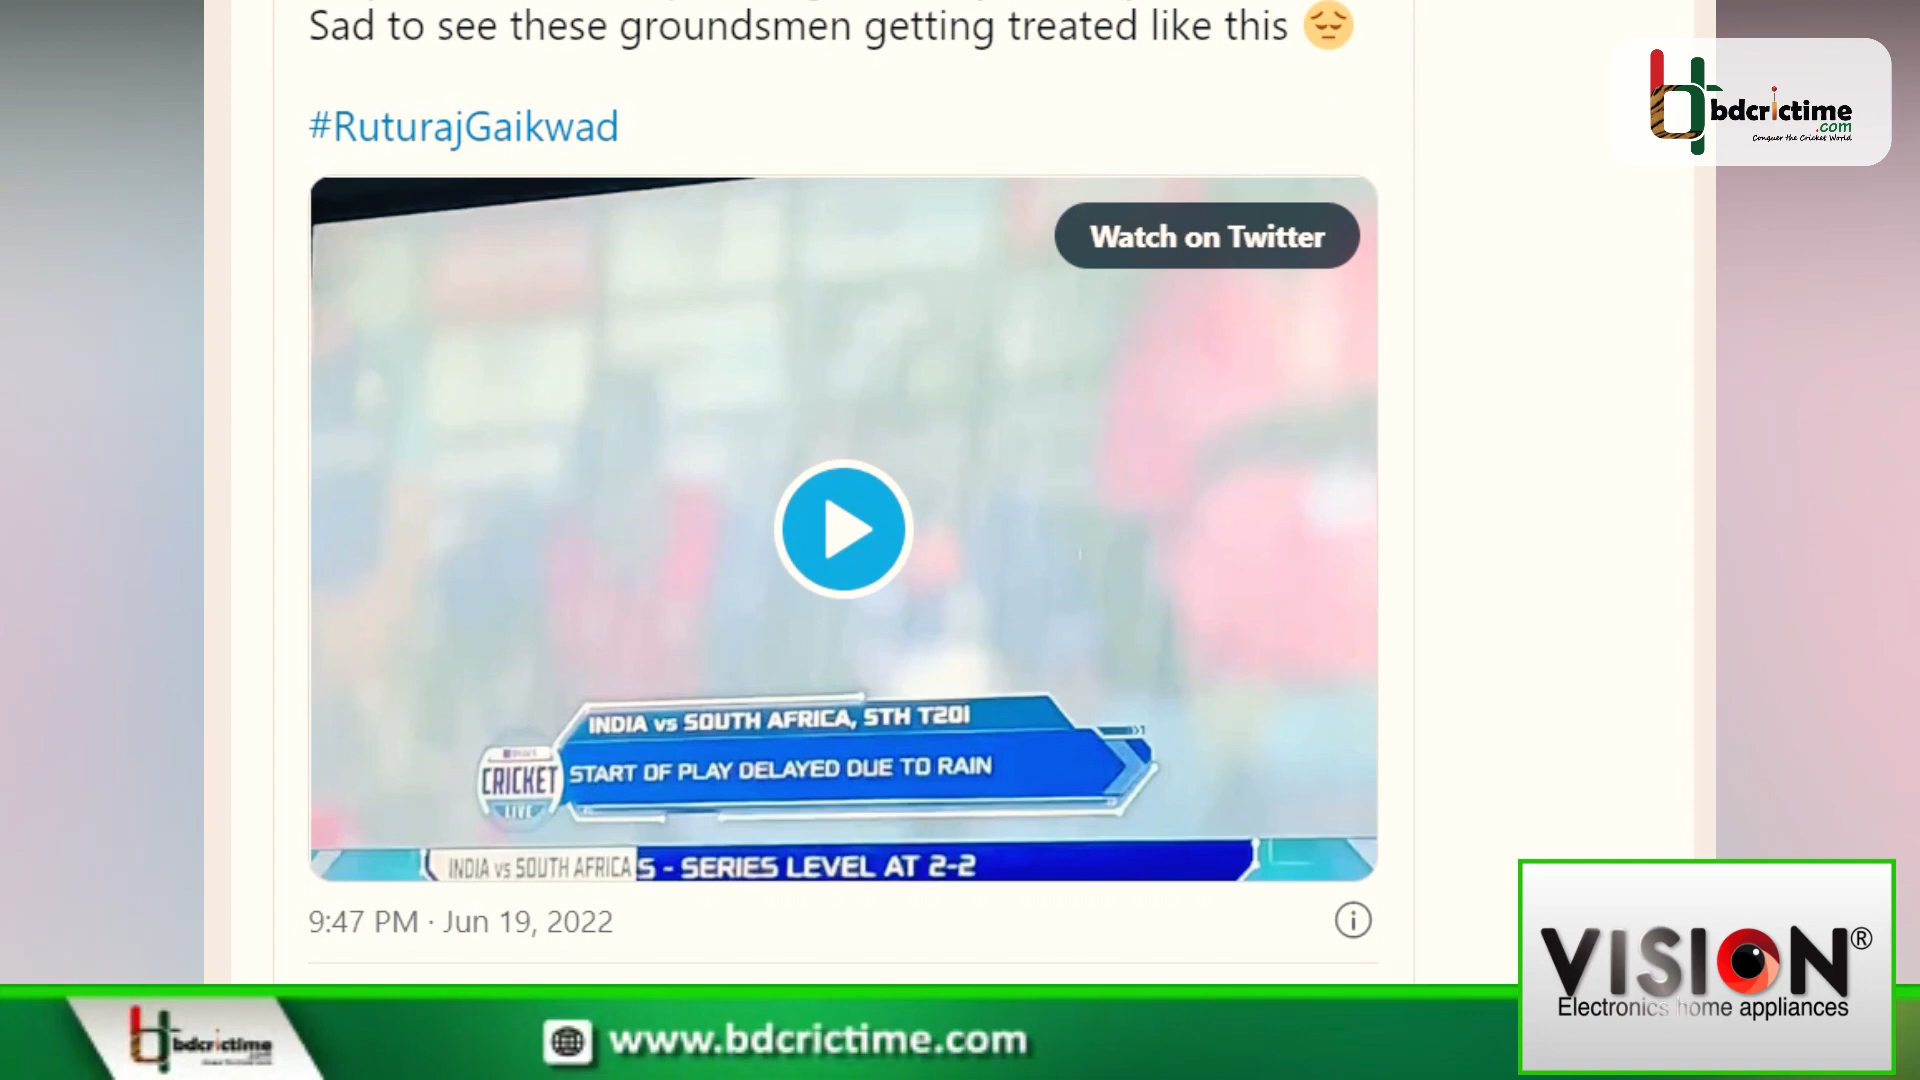 Sad to see these groundsmen getting treated like this 😔
#RuturajGaikwad
bdcrictime
.com
Conquer the Cricket World
Watch on Twitter
INDIA vs SOUTH AFRICA, 5TH T20I
START OF PLAY DELAYED DUE TO RAIN
CRICKET
LIVE
INDIA vs SOUTH AFRICA S - SERIES LEVEL AT 2-2
9:47 PM · Jun 19, 2022
VISION®
Electronics home appliances
bdcrictime
www.bdcrictime.com